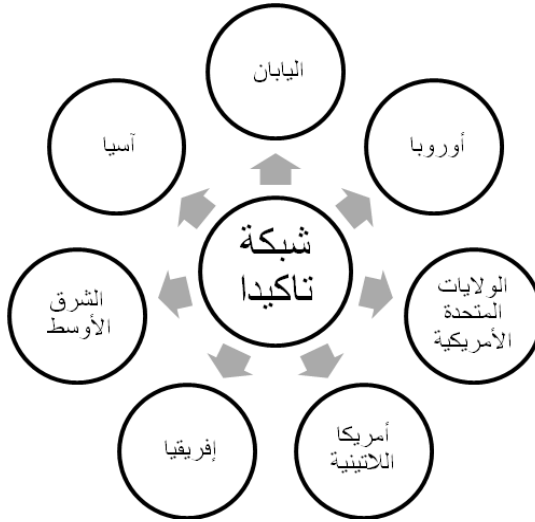 اليابان
أوروبا
آسيا
شبكة
تاكيدا
الولايات
المتحدة
الأمريكية
الشرق
الأوسط
أمريكا
اللاتينية
إفريقيا